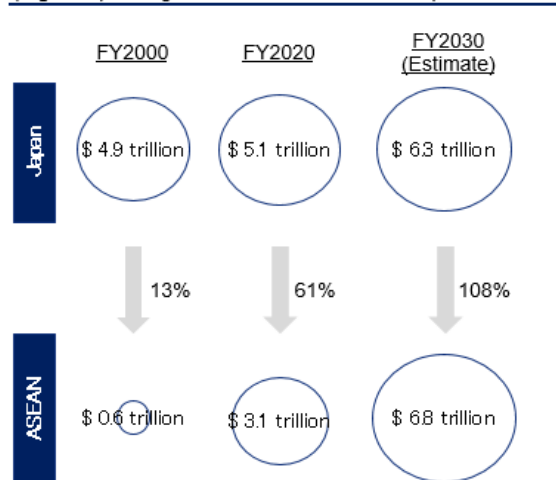 FY2000
FY2020
FY2030
(Estimate)
Japan
$ 4.9 trillion
$ 5.1 trillion
$ 6.3 trillion
13%
61%
108%
ASEAN
$ 0.6 trillion
$ 3.1 trillion
$ 6.8 trillion